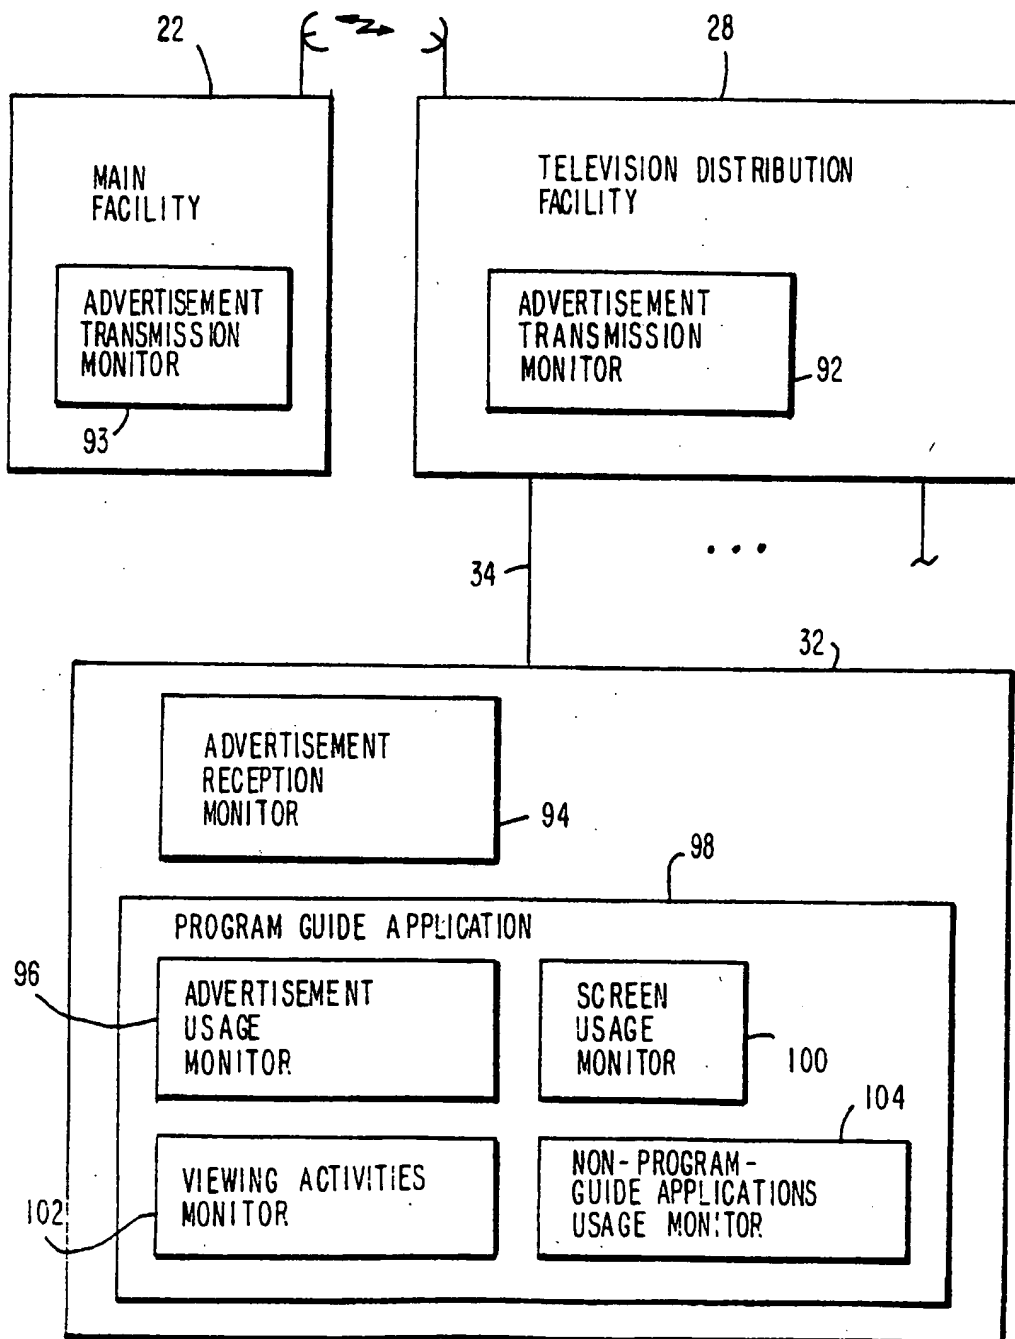 22
28
MAIN
FACILITY
ADVERTISEMENT
TRANSMISSION
MONITOR
93
TELEVISION DISTRIBUTION
FACILITY
ADVERTISEMENT
TRANSMISSION
MONITOR
92
34
...
32
ADVERTISEMENT
RECEPTION
MONITOR
94
98
PROGRAM GUIDE APPLICATION
96
ADVERTISEMENT
USAGE
MONITOR
SCREEN
USAGE
MONITOR
100
104
VIEWING ACTIVITIES
MONITOR
102
NON-PROGRAM-
GUIDE APPLICATIONS
USAGE MONITOR